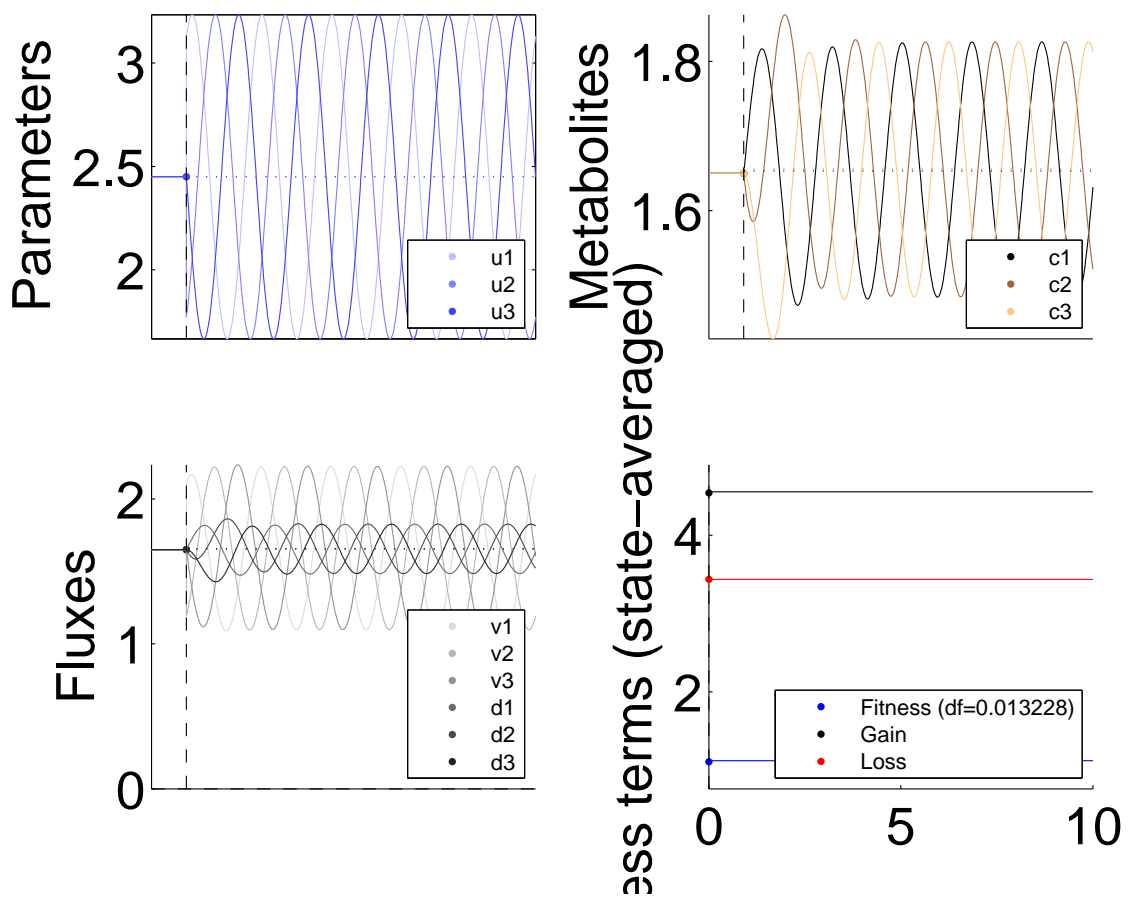 Parameters
3
2.5
2
u1
u2
u3
Metabolites
1.8
1.6
c1
c2
c3
Fluxes
2
1
0
v1
v2
v3
d1
d2
d3
ess terms (state−averaged)
4
2
Fitness (df=0.013228)
Gain
Loss
0 5 10